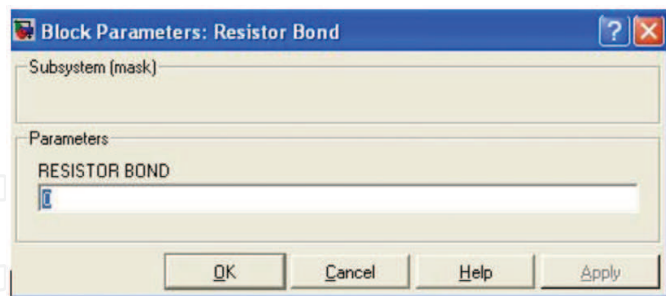 Block Parameters: Resistor Bond
?
Subsystem (mask)
Parameters
RESISTOR BOND
0
OK Cancel Help Apply